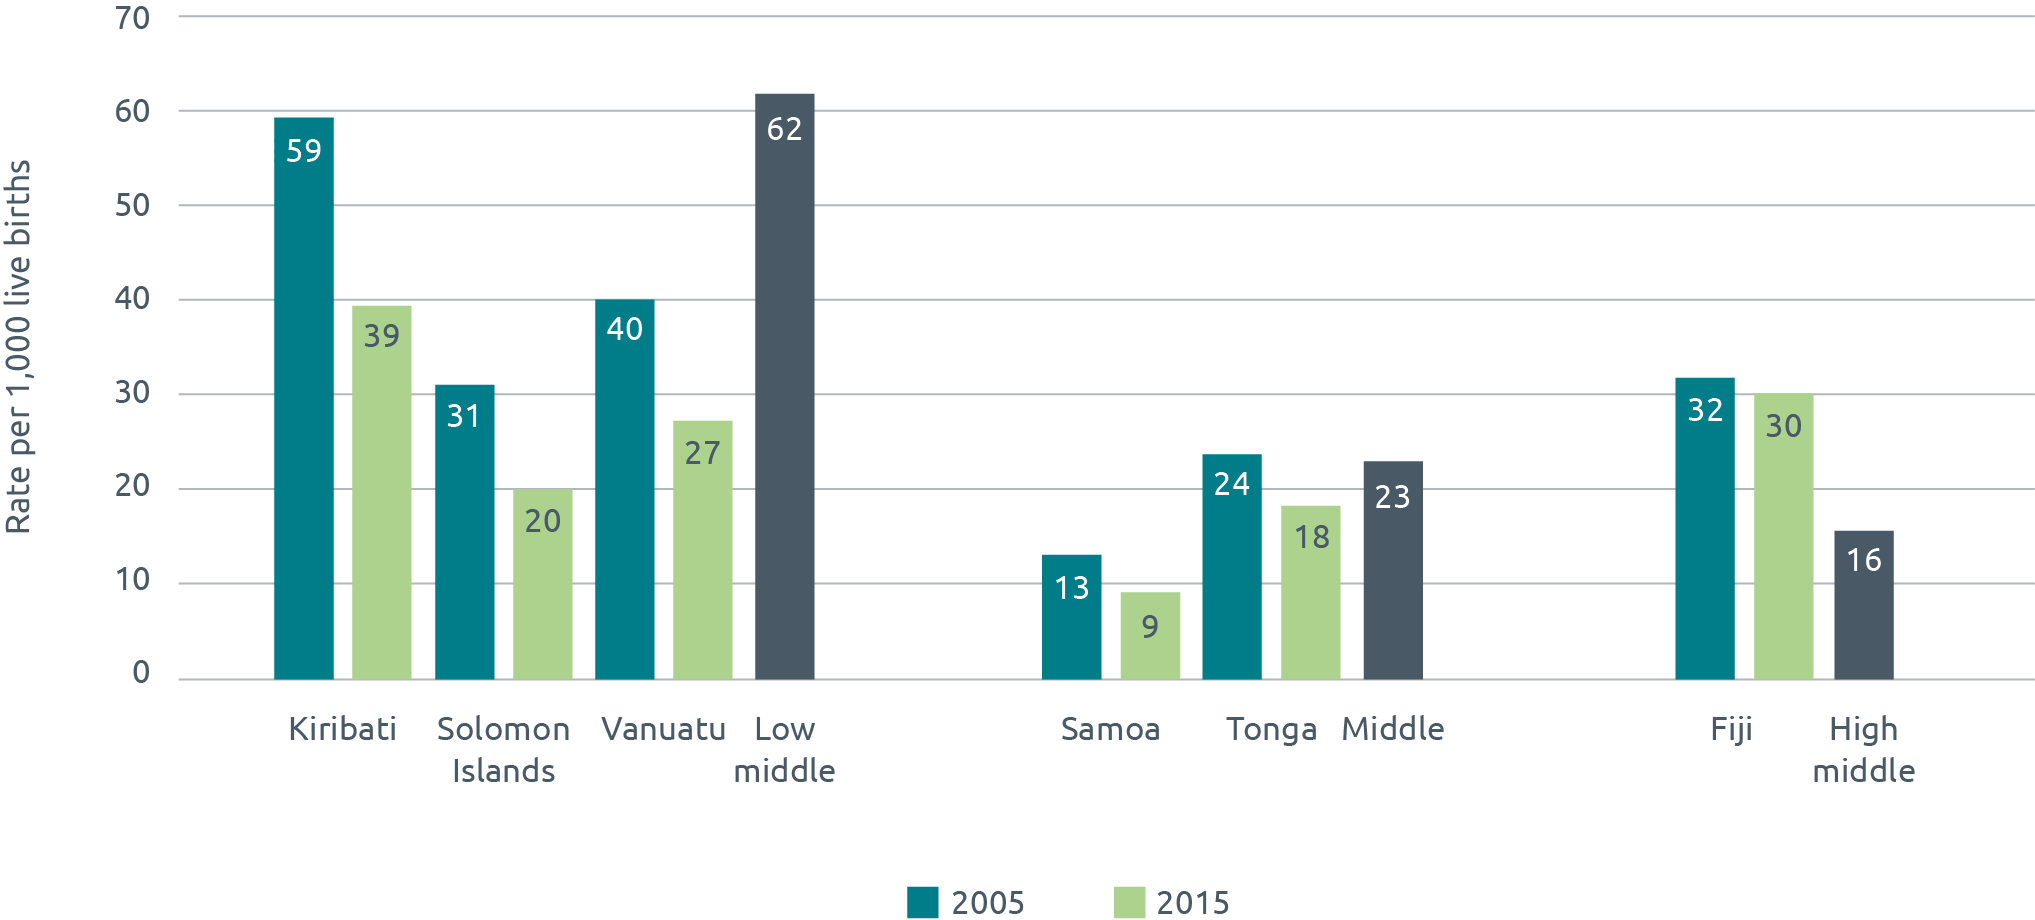 70
60
50
40
30
20
10
0
Rate per 1,000 live births
59
39
31
20
40
27
62
13
9
24
18
23
32
30
16
Kiribati
Solomon
Islands
Vanuatu
Low
middle
Samoa
Tonga
Middle
Fiji
High
middle
2005
2015